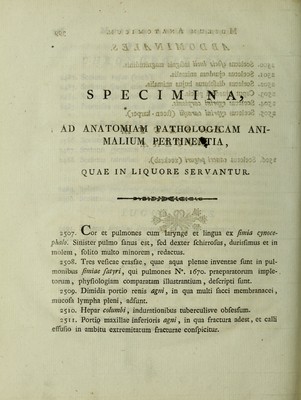 SPECIMINA,
AD ANATOMIAM PATHOLOGICAM ANI-
MALIUM PERTINENTIA,
QUAE IN LIQUORE SERVANTUR.
2507. Cor et pulmones cum larynge et lingua ex simia cynoce-
phalo. Sinister pulmo sanus est, sed dexter schirrosus, durissimus et in
molem, solito multo minorem, redactus.
2508. Tres vesicae crassae, quae aqua plenae inventae sunt in pul-
monibus simiae satyri, qui pulmones N°. 1670. praeparatorum imple-
torum, physiologiam comparatam illustrantium, descripti sunt.
2509. Dimidia portio renis agni, in qua multi sacci membranacei,
mucosa lympha pleni, adsunt.
2510. Hepar columbi, indurationibus tuberculisve obsessum.
2511. Portio maxillae inferioris agni, in qua fractura adest, et calli
effusio in ambitu extremitatum fracturae conspicitur.